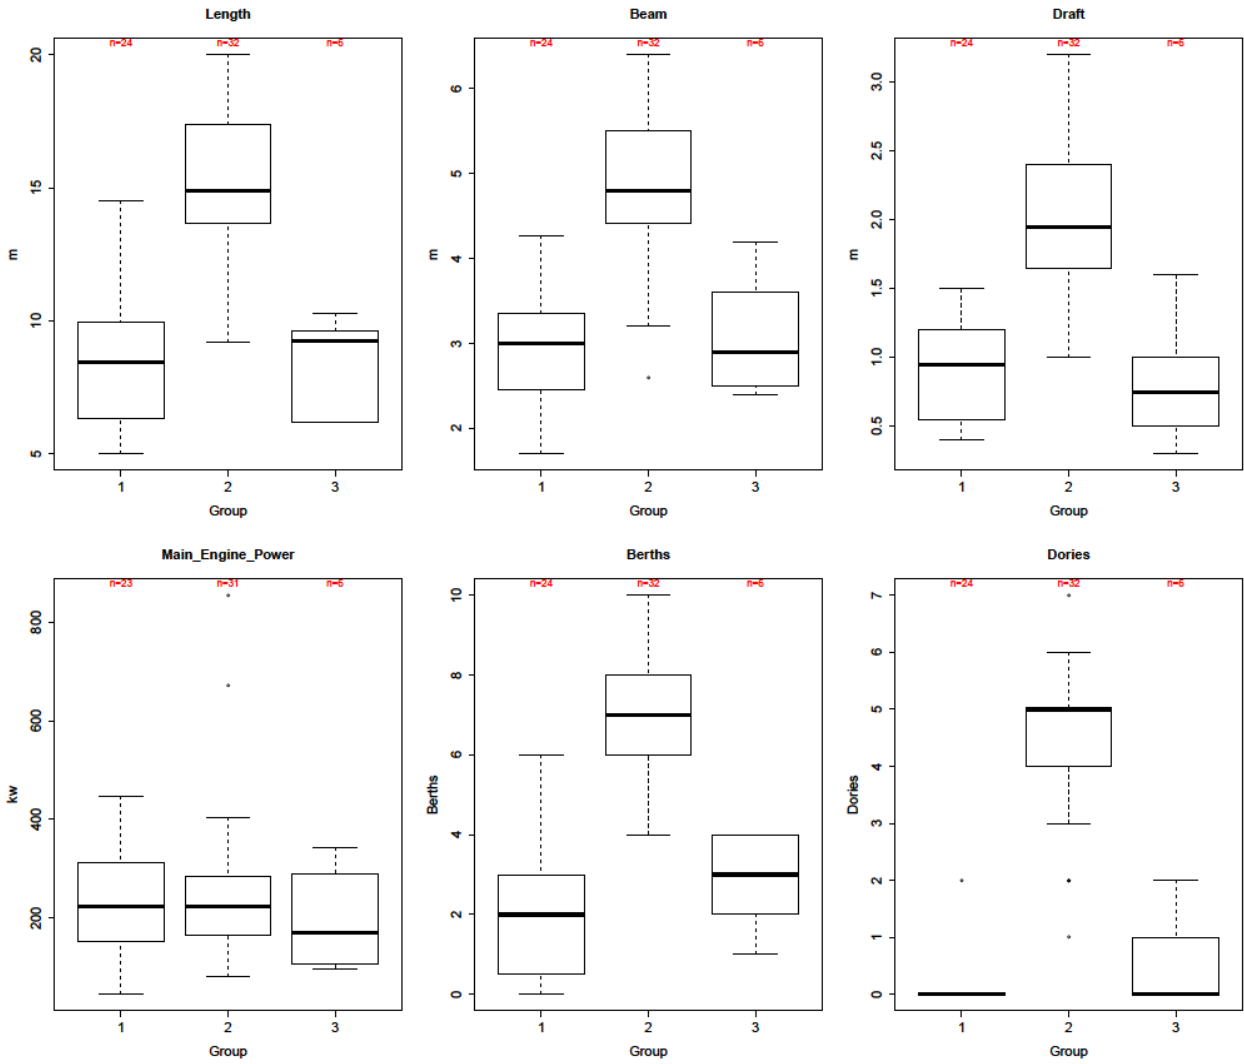 Length
n=24 n=32 n=6
20
15
10
5
m
1 2 3
Group
Beam
n=24 n=32 n=6
6
5
4
3
2
m
1 2 3
Group
Draft
n=24 n=32 n=6
3.0
2.5
2.0
1.5
1.0
0.5
m
1 2 3
Group
Main_Engine_Power
n=23 n=31 n=6
800
600
400
200
kw
1 2 3
Group
Berths
n=24 n=32 n=6
10
8
6
4
2
0
Berths
1 2 3
Group
Dories
n=24 n=32 n=6
7
6
5
4
3
2
1
0
Dories
1 2 3
Group